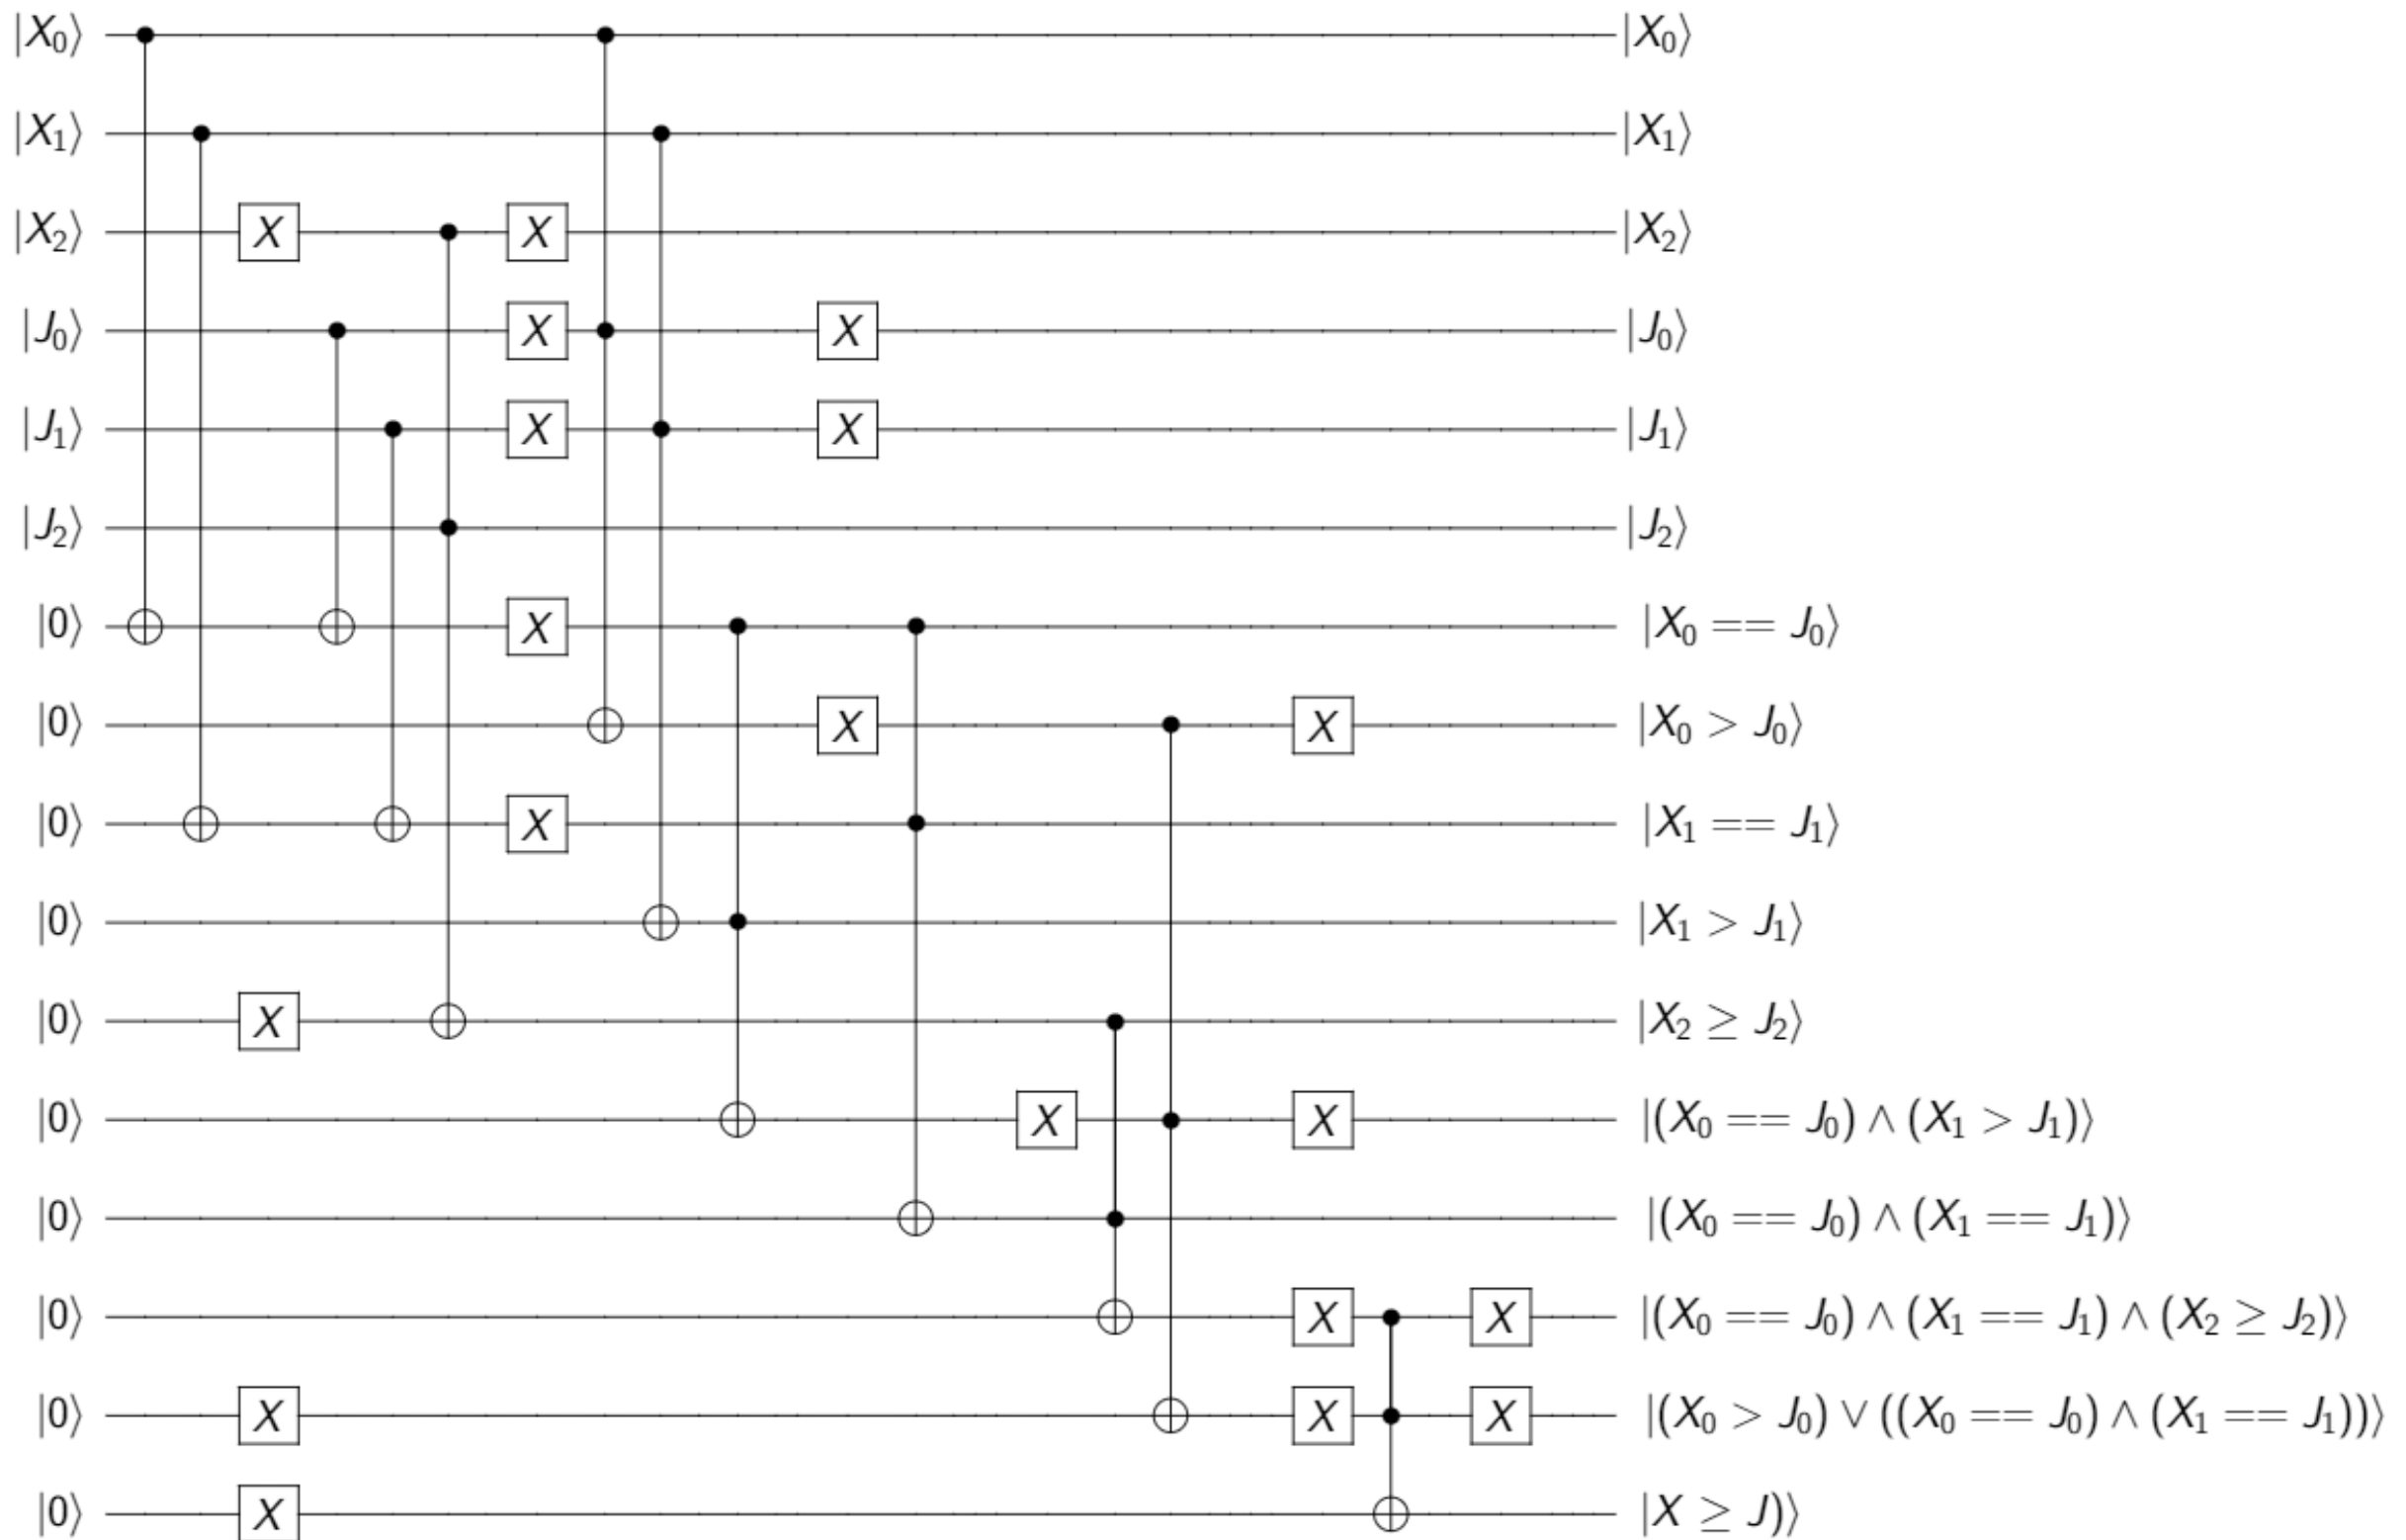 |X₀⟩ |X₀⟩
|X₁⟩ |X₁⟩
|X₂⟩ X X |X₂⟩
|J₀⟩ X X |J₀⟩
|J₁⟩ X X |J₁⟩
|J₂⟩ |J₂⟩
|0⟩ X |X₀ == J₀⟩
|0⟩ X X |X₀ > J₀⟩
|0⟩ X |X₁ == J₁⟩
|0⟩ |X₁ > J₁⟩
|0⟩ X |X₂ ≥ J₂⟩
|0⟩ X X |(X₀ == J₀) ∧ (X₁ > J₁)⟩
|0⟩ |(X₀ == J₀) ∧ (X₁ == J₁)⟩
|0⟩ X X |(X₀ == J₀) ∧ (X₁ == J₁) ∧ (X₂ ≥ J₂)⟩
|0⟩ X X X |(X₀ > J₀) ∨ ((X₀ == J₀) ∧ (X₁ == J₁))⟩
|0⟩ X |X ≥ J)⟩